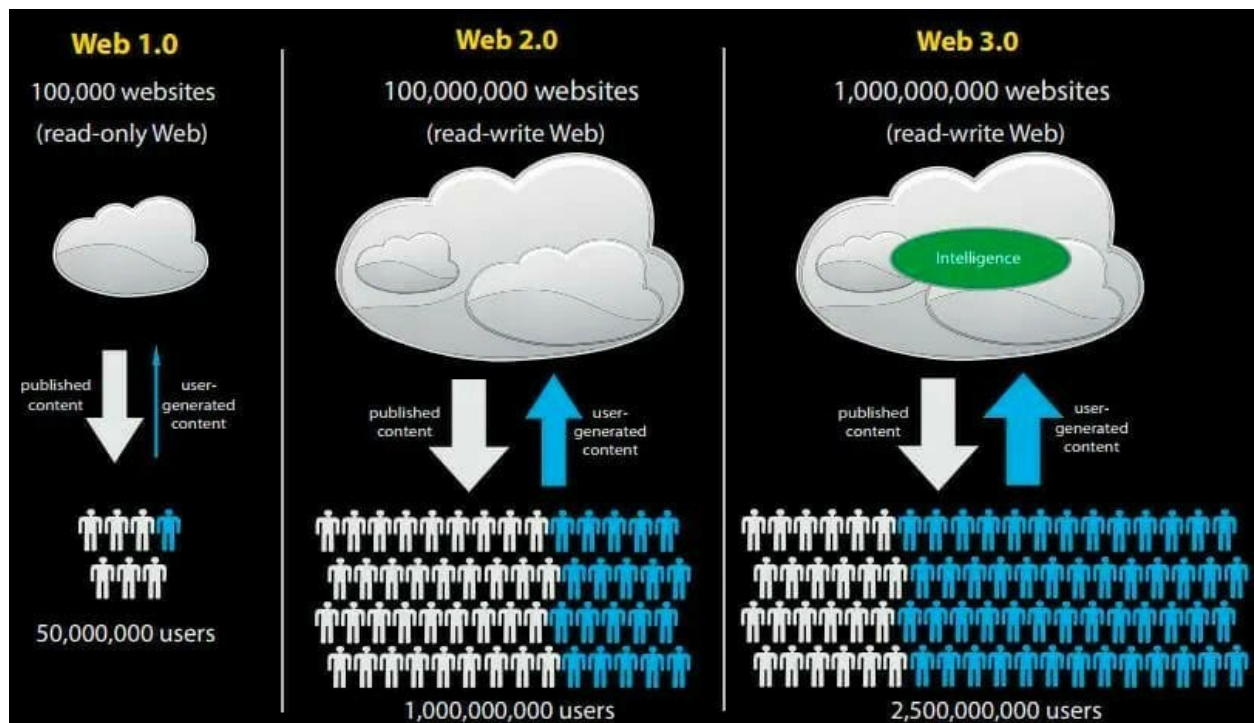 Web 1.0
100,000 websites
(read-only Web)
published
content
user-
generated
content
50,000,000 users
Web 2.0
100,000,000 websites
(read-write Web)
published
content
user-
generated
content
1,000,000,000 users
Web 3.0
1,000,000,000 websites
(read-write Web)
Intelligence
published
content
user-
generated
content
2,500,000,000 users